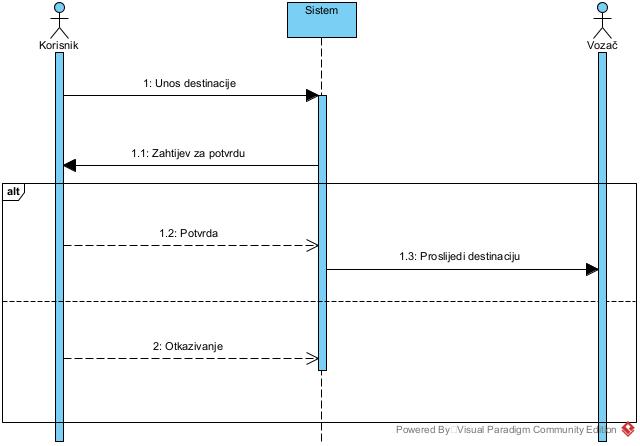 Sistem
Korisnik
Vozač
1: Unos destinacije
1.1: Zahtijev za potvrdu
alt
1.2: Potvrda
1.3: Proslijedi destinaciju
2: Otkazivanje
Powered By Visual Paradigm Community Edition